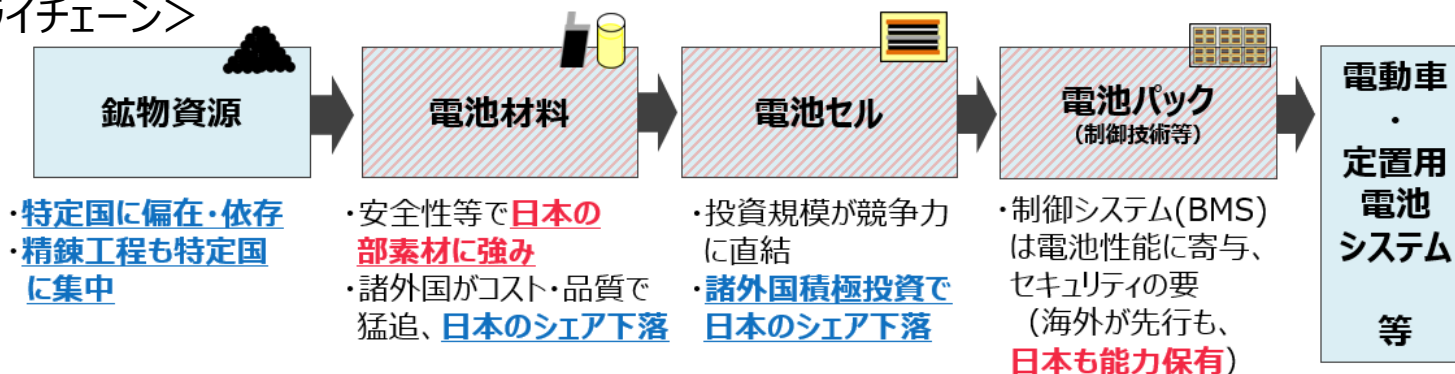 ライチェーン＞
鉱物資源
・特定国に偏在・依存
・精錬工程も特定国
に集中
電池材料
・安全性等で日本の
部素材に強み
・諸外国がコスト・品質で
猛追、日本のシェア下落
電池セル
・投資規模が競争力
に直結
・諸外国積極投資で
日本のシェア下落
電池パック
（制御技術等）
・制御システム(BMS)
は電池性能に寄与、
セキュリティの要
（海外が先行も、
日本も能力保有）
電動車
・
定置用
電池
システム
等